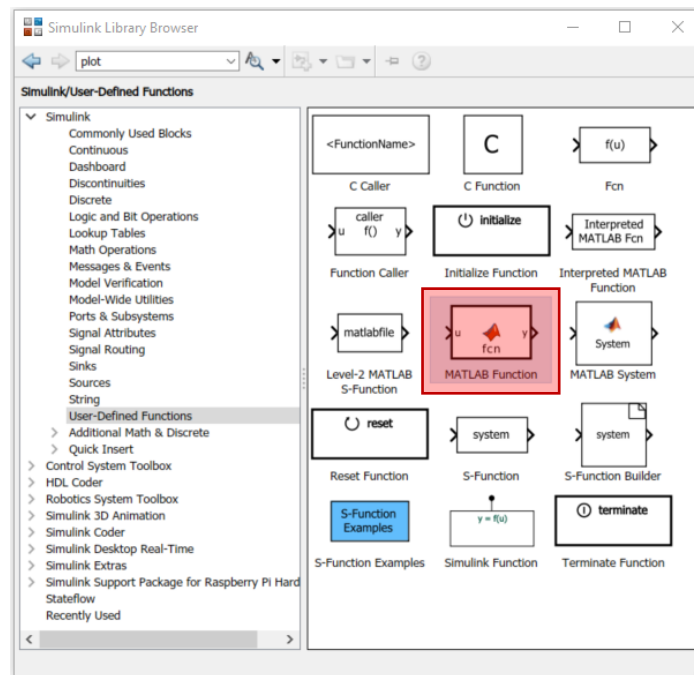 Simulink Library Browser
plot
Simulink/User-Defined Functions
Simulink
Commonly Used Blocks
Continuous
Dashboard
Discontinuities
Discrete
Logic and Bit Operations
Lookup Tables
Math Operations
Messages & Events
Model Verification
Model-Wide Utilities
Ports & Subsystems
Signal Attributes
Signal Routing
Sinks
Sources
String
User-Defined Functions
Additional Math & Discrete
Quick Insert
Control System Toolbox
HDL Coder
Robotics System Toolbox
Simulink 3D Animation
Simulink Coder
Simulink Desktop Real-Time
Simulink Extras
Simulink Support Package for Raspberry Pi Hard
Stateflow
Recently Used
<FunctionName>
C Caller
C
C Function
f(u)
Fcn
caller
u f() y
Function Caller
initialize
Initialize Function
Interpreted
MATLAB Fcn
Interpreted MATLAB
Function
matlabfile
Level-2 MATLAB
S-Function
u y
fcn
MATLAB Function
System
MATLAB System
reset
Reset Function
system
S-Function
system
S-Function Builder
S-Function
Examples
S-Function Examples
y = f(u)
Simulink Function
terminate
Terminate Function